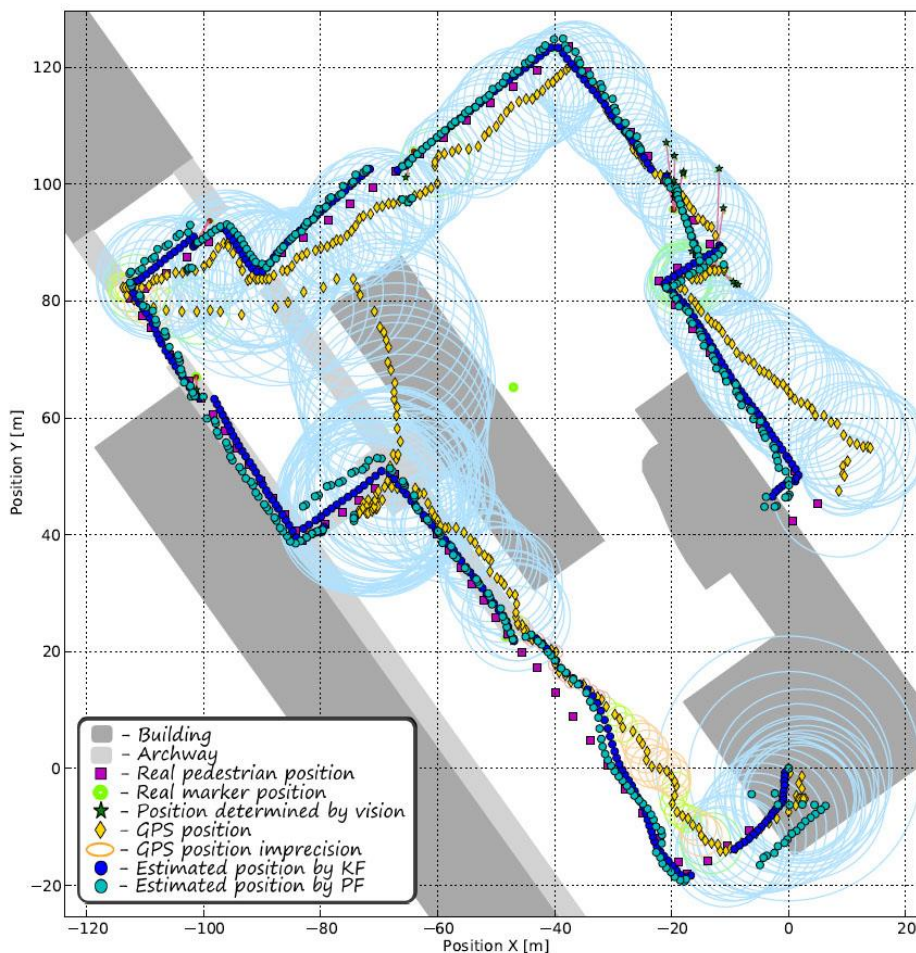 120
100
80
60
40
20
0
−20
Position Y [m]
− Building
− Archway
− Real pedestrian position
− Real marker position
− Position determined by vision
− GPS position
− GPS position imprecision
− Estimated position by KF
− Estimated position by PF
−120 −100 −80 −60 −40 −20 0 20
Position X [m]